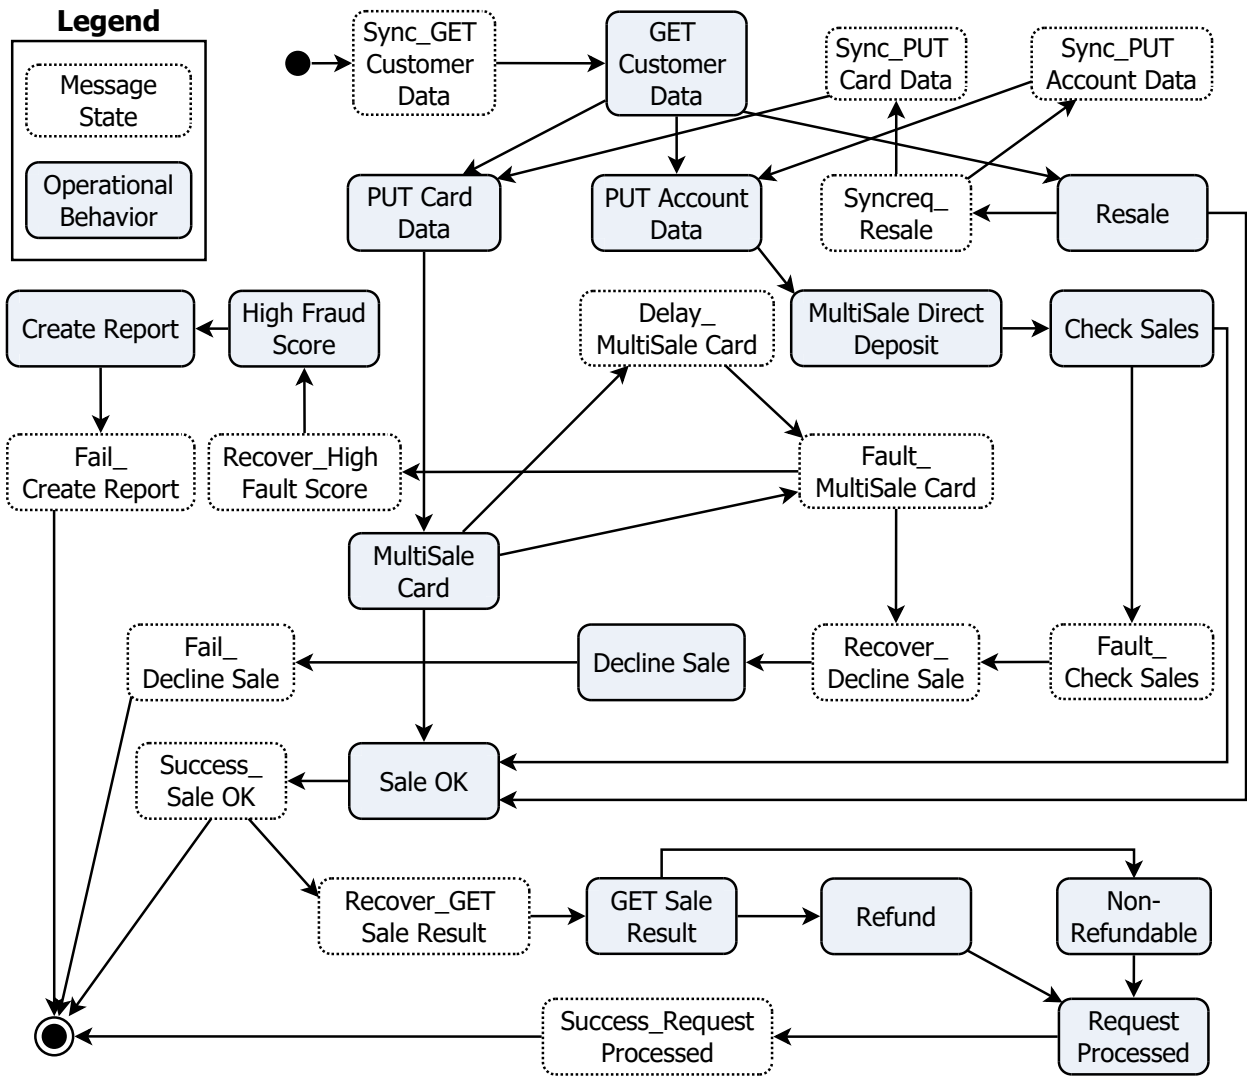 Legend
Message
State
Operational
Behavior
Sync_GET
Customer
Data
GET
Customer
Data
Sync_PUT
Card Data
Sync_PUT
Account Data
PUT Card
Data
PUT Account
Data
Syncreq_
Resale
Resale
Create Report
High Fraud
Score
Delay_
MultiSale Card
MultiSale Direct
Deposit
Check Sales
Fail_
Create Report
Recover_High
Fault Score
Fault_
MultiSale Card
MultiSale
Card
Fail_
Decline Sale
Decline Sale
Recover_
Decline Sale
Fault_
Check Sales
Success_
Sale OK
Sale OK
Recover_GET
Sale Result
GET Sale
Result
Refund
Non-
Refundable
Success_Request
Processed
Request
Processed